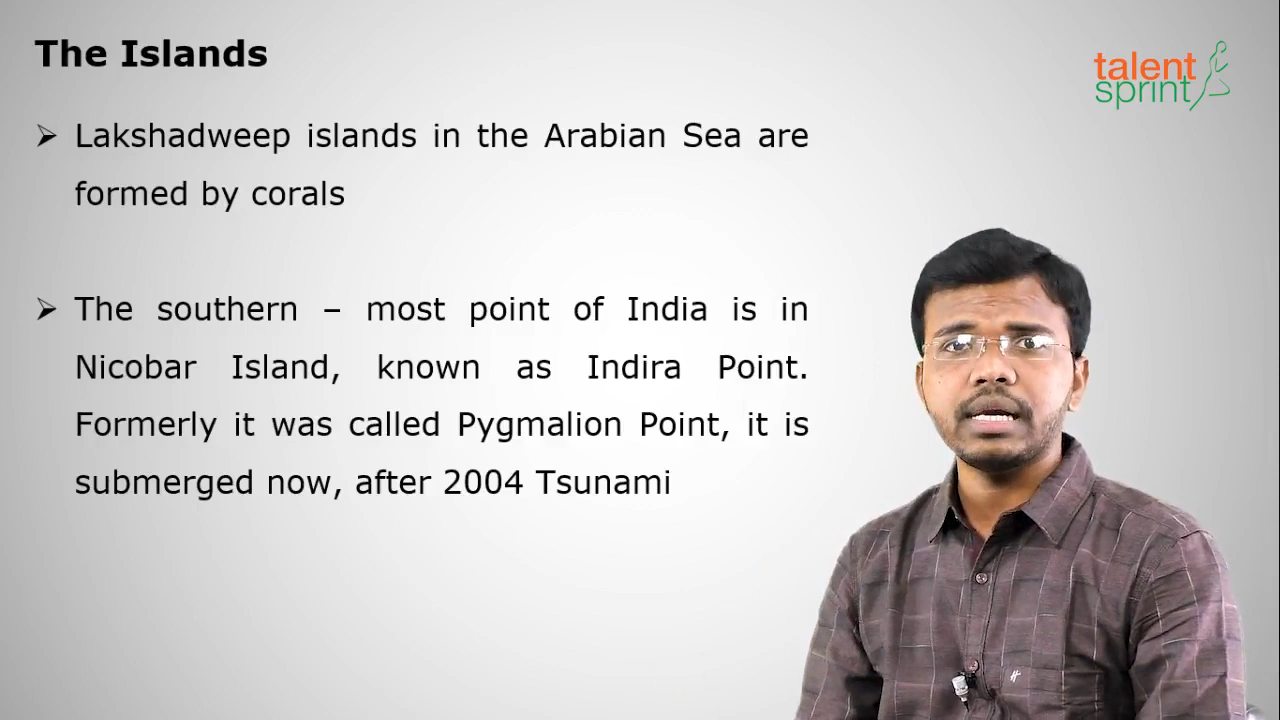 The Islands
talent
sprint
➢ Lakshadweep islands in the Arabian Sea are
formed by corals
➢ The southern – most point of India is in
Nicobar Island, known as Indira Point.
Formerly it was called Pygmalion Point, it is
submerged now, after 2004 Tsunami